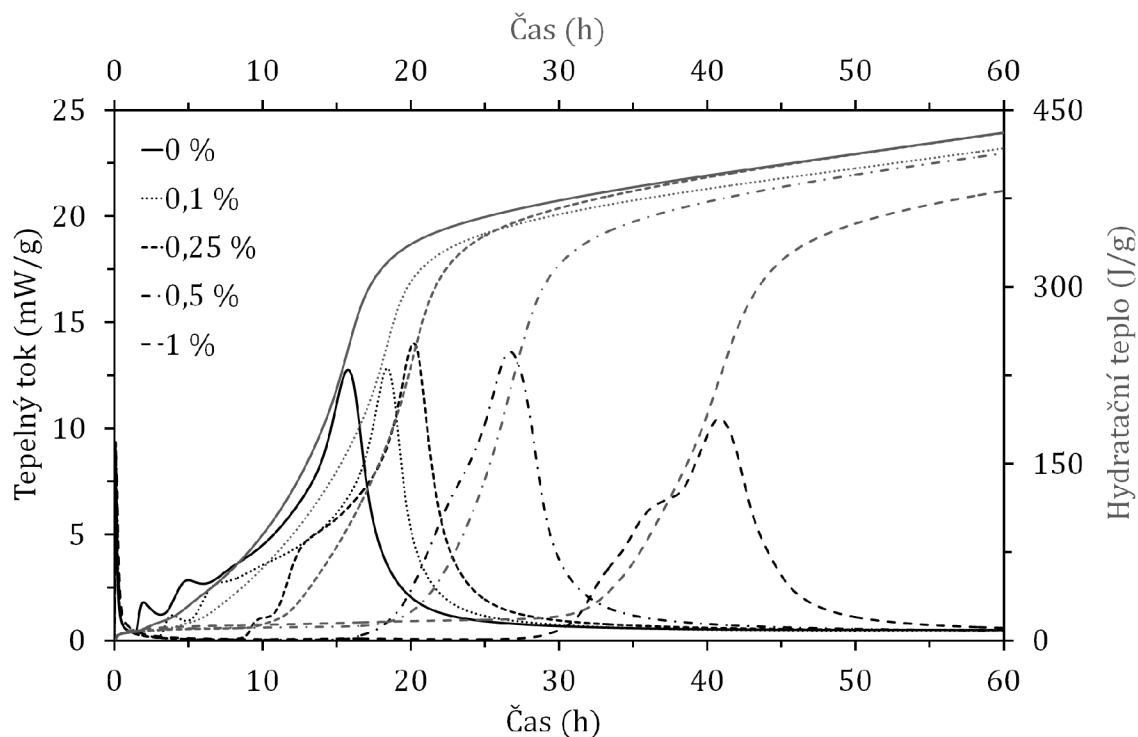 Čas (h)
0 10 20 30 40 50 60
25 450
0 %
0,1 %
20
0,25 %
300
0,5 %
15
1 %
10
150
5
0 0
Tepelný tok (mW/g)
Hydratační teplo (J/g)
0 10 20 30 40 50 60
Čas (h)